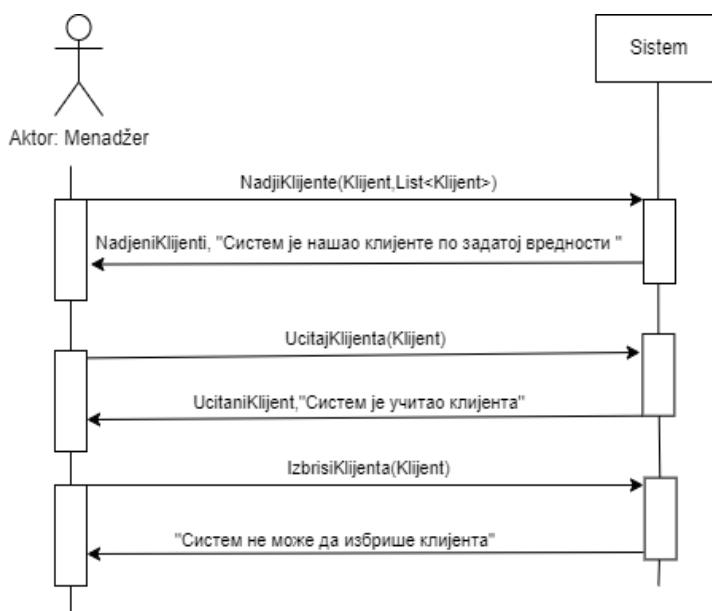 Sistem
Aktor: Menadžer
NadjiKlijente(Klijent,List<Klijent>)
NadjeniKlijenti, "Систем је нашао клијенте по задатој вредности "
UcitajKlijenta(Klijent)
UcitaniKlijent,"Систем је учитао клијента"
IzbrisiKlijenta(Klijent)
"Систем не може да избрише клијента"